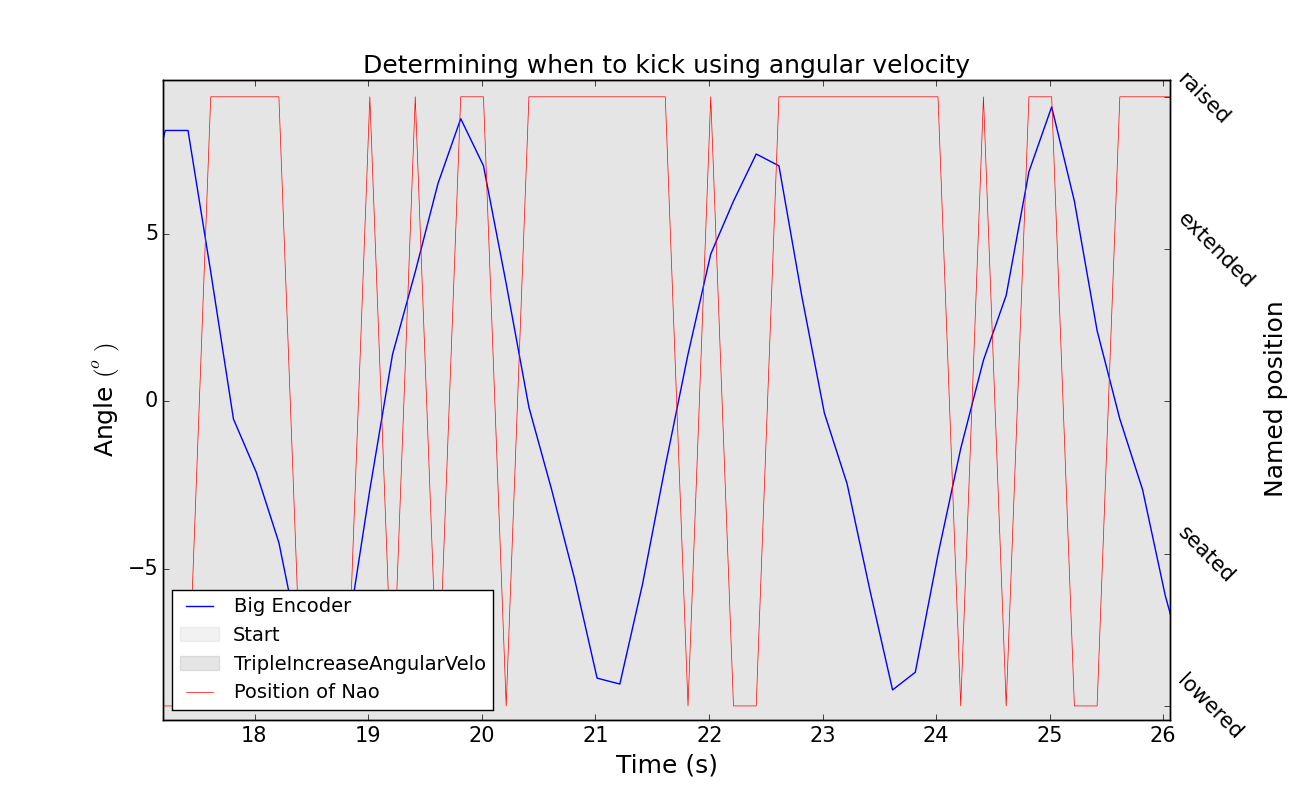 Determining when to kick using angular velocity
Angle (°)
5
0
−5
18 19 20 21 22 23 24 25 26
Time (s)
raised
extended
seated
lowered
Named position
Big Encoder
Start
TripleIncreaseAngularVelo
Position of Nao